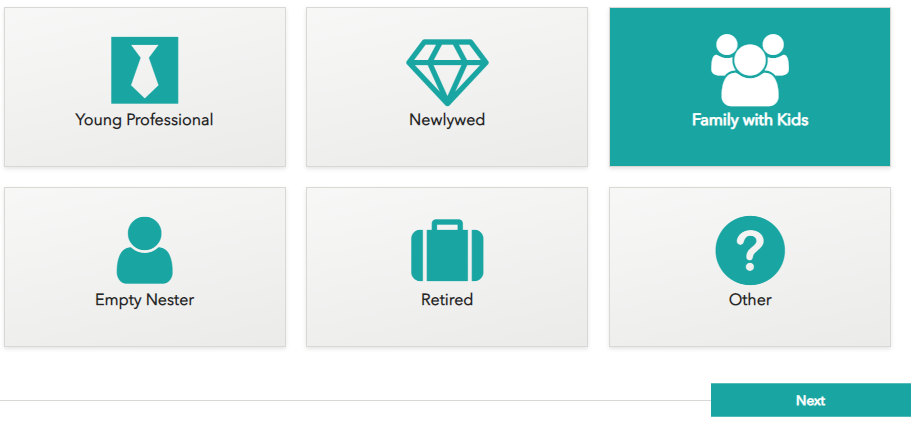 Young Professional
Newlywed
Family with Kids
Empty Nester
Retired
?
Other
Next